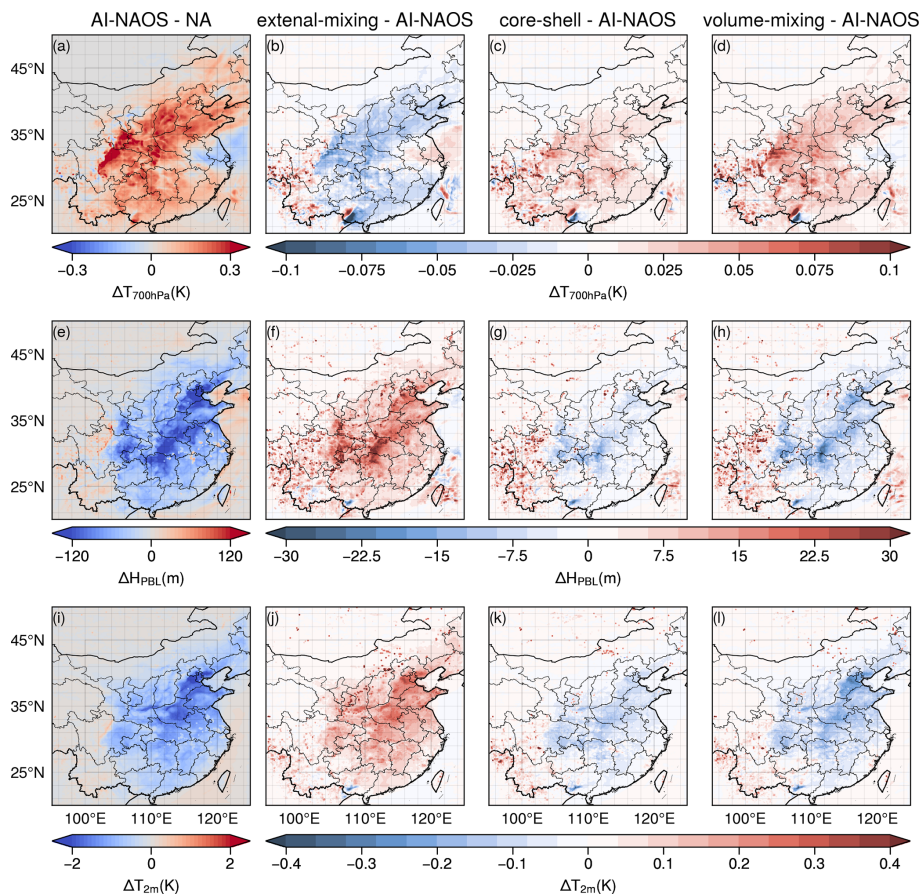 AI-NAOS - NA extenal-mixing - AI-NAOS core-shell - AI-NAOS volume-mixing - AI-NAOS
(a) (b) (c) (d)
45°N
35°N
25°N
−0.3 0 0.3 −0.1 −0.075 −0.05 −0.025 0 0.025 0.05 0.075 0.1
ΔT700hPa(K) ΔT700hPa(K)
(e) (f) (g) (h)
45°N
35°N
25°N
−120 0 120 −30 −22.5 −15 −7.5 0 7.5 15 22.5 30
ΔHPBL(m) ΔHPBL(m)
(i) (j) (k) (l)
45°N
35°N
25°N
100°E 110°E 120°E 100°E 110°E 120°E 100°E 110°E 120°E 100°E 110°E 120°E
−2 0 2 −0.4 −0.3 −0.2 −0.1 0 0.1 0.2 0.3 0.4
ΔT2m(K) ΔT2m(K)